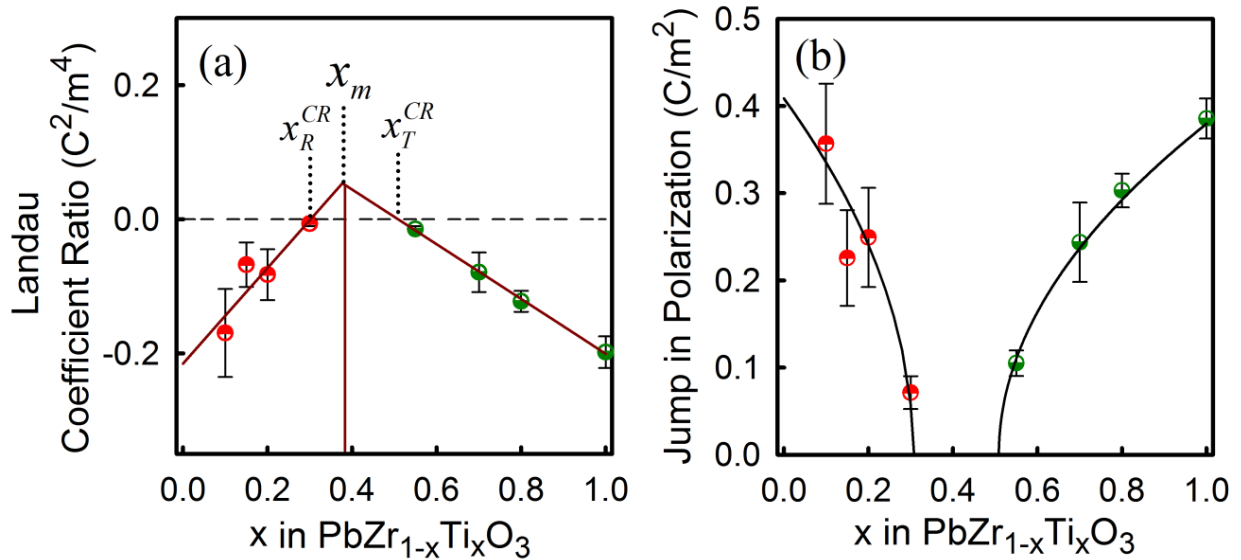 (a)
x_m
x_R^{CR}
x_T^{CR}
Landau
Coefficient Ratio (C²/m⁴)
0.2
0.0
-0.2
0.0 0.2 0.4 0.6 0.8 1.0
x in PbZr₁₋ₓTiₓO₃
(b)
Jump in Polarization (C/m²)
0.5
0.4
0.3
0.2
0.1
0.0
0.0 0.2 0.4 0.6 0.8 1.0
x in PbZr₁₋ₓTiₓO₃